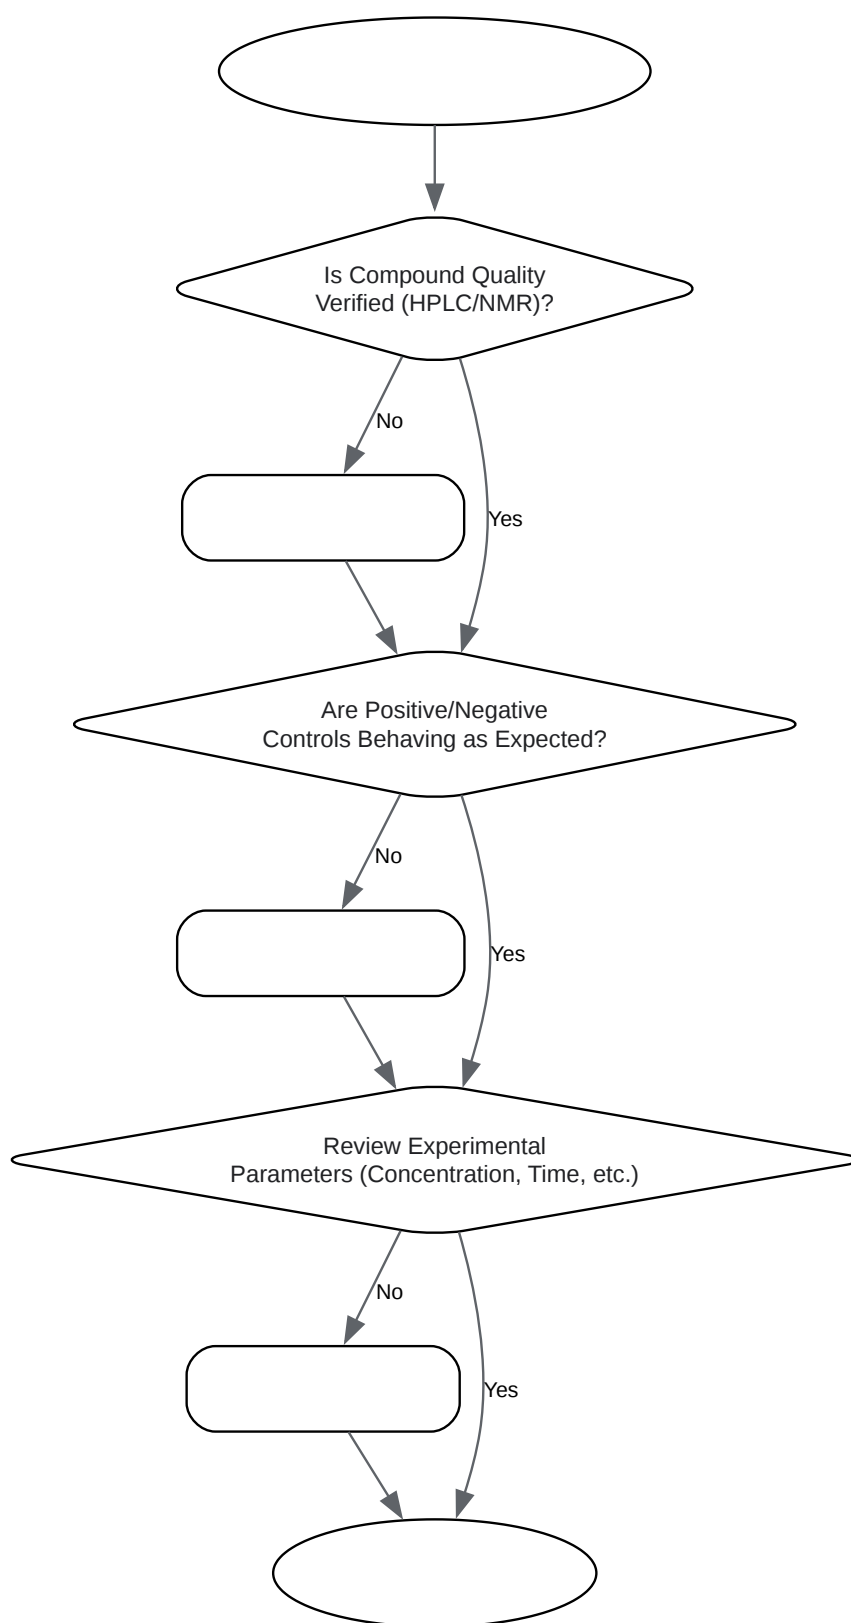 Is Compound Quality
Verified (HPLC/NMR)?
No
Yes
Are Positive/Negative
Controls Behaving as Expected?
No
Yes
Review Experimental
Parameters (Concentration, Time, etc.)
No
Yes